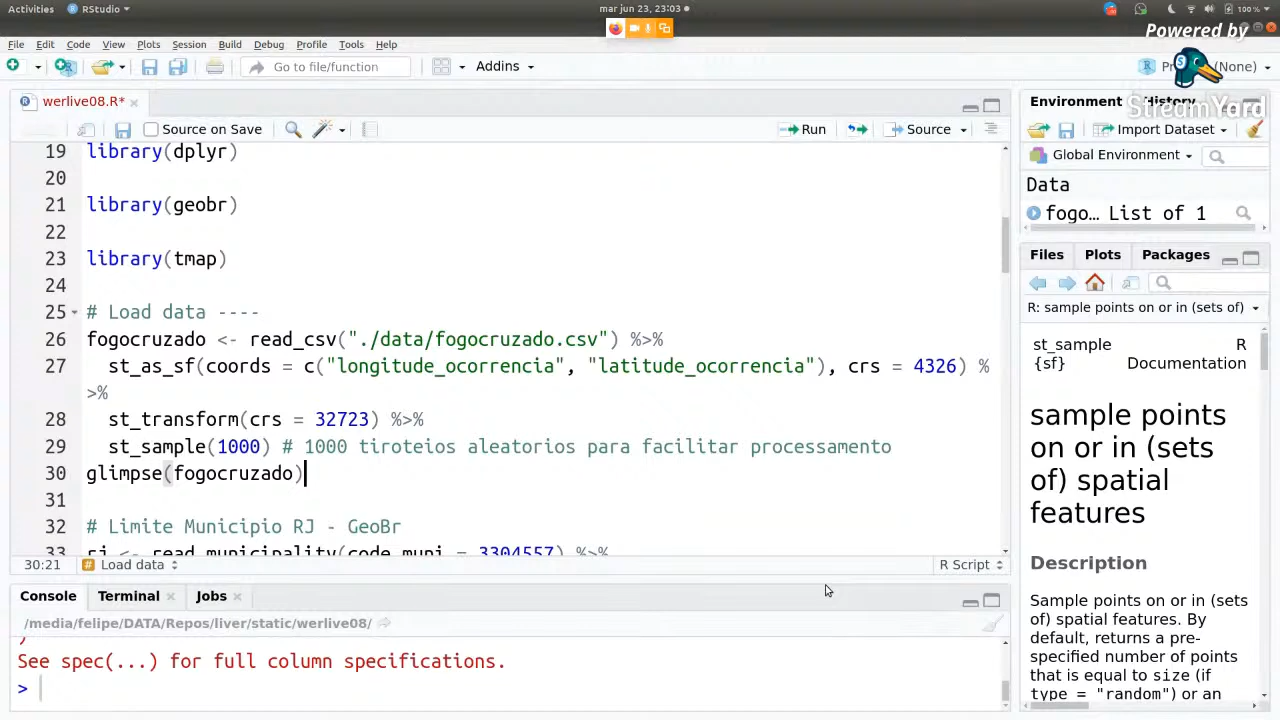 Activities RStudio mar jun 23, 23:03 100 %
Powered by
File Edit Code View Plots Session Build Debug Profile Tools Help
Go to file/function Addins (None)
StreamYard
werlive08.R*
Environment History
Source on Save Run Source
Import Dataset
Global Environment
Data
fogo… List of 1
19 library(dplyr)
20
21 library(geobr)
22
23 library(tmap)
24
25 # Load data ----
26 fogocruzado <- read_csv("./data/fogocruzado.csv") %>%
27 st_as_sf(coords = c("longitude_ocorrencia", "latitude_ocorrencia"), crs = 4326) %
>%
28 st_transform(crs = 32723) %>%
29 st_sample(1000) # 1000 tiroteios aleatorios para facilitar processamento
30 glimpse(fogocruzado)
31
32 # Limite Municipio RJ - GeoBr
33 rj <- read_municipality(code_muni = 3304557) %>%
30:21 Load data R Script
Files Plots Packages
R: sample points on or in (sets of)
st_sample {sf}
R Documentation
sample points
on or in (sets
of) spatial
features
Description
Sample points on or in (sets
of) spatial features. By
default, returns a pre-
specified number of points
that is equal to size (if
type = "random") or an
Console Terminal Jobs
/media/felipe/DATA/Repos/liver/static/werlive08/
)
See spec(...) for full column specifications.
>